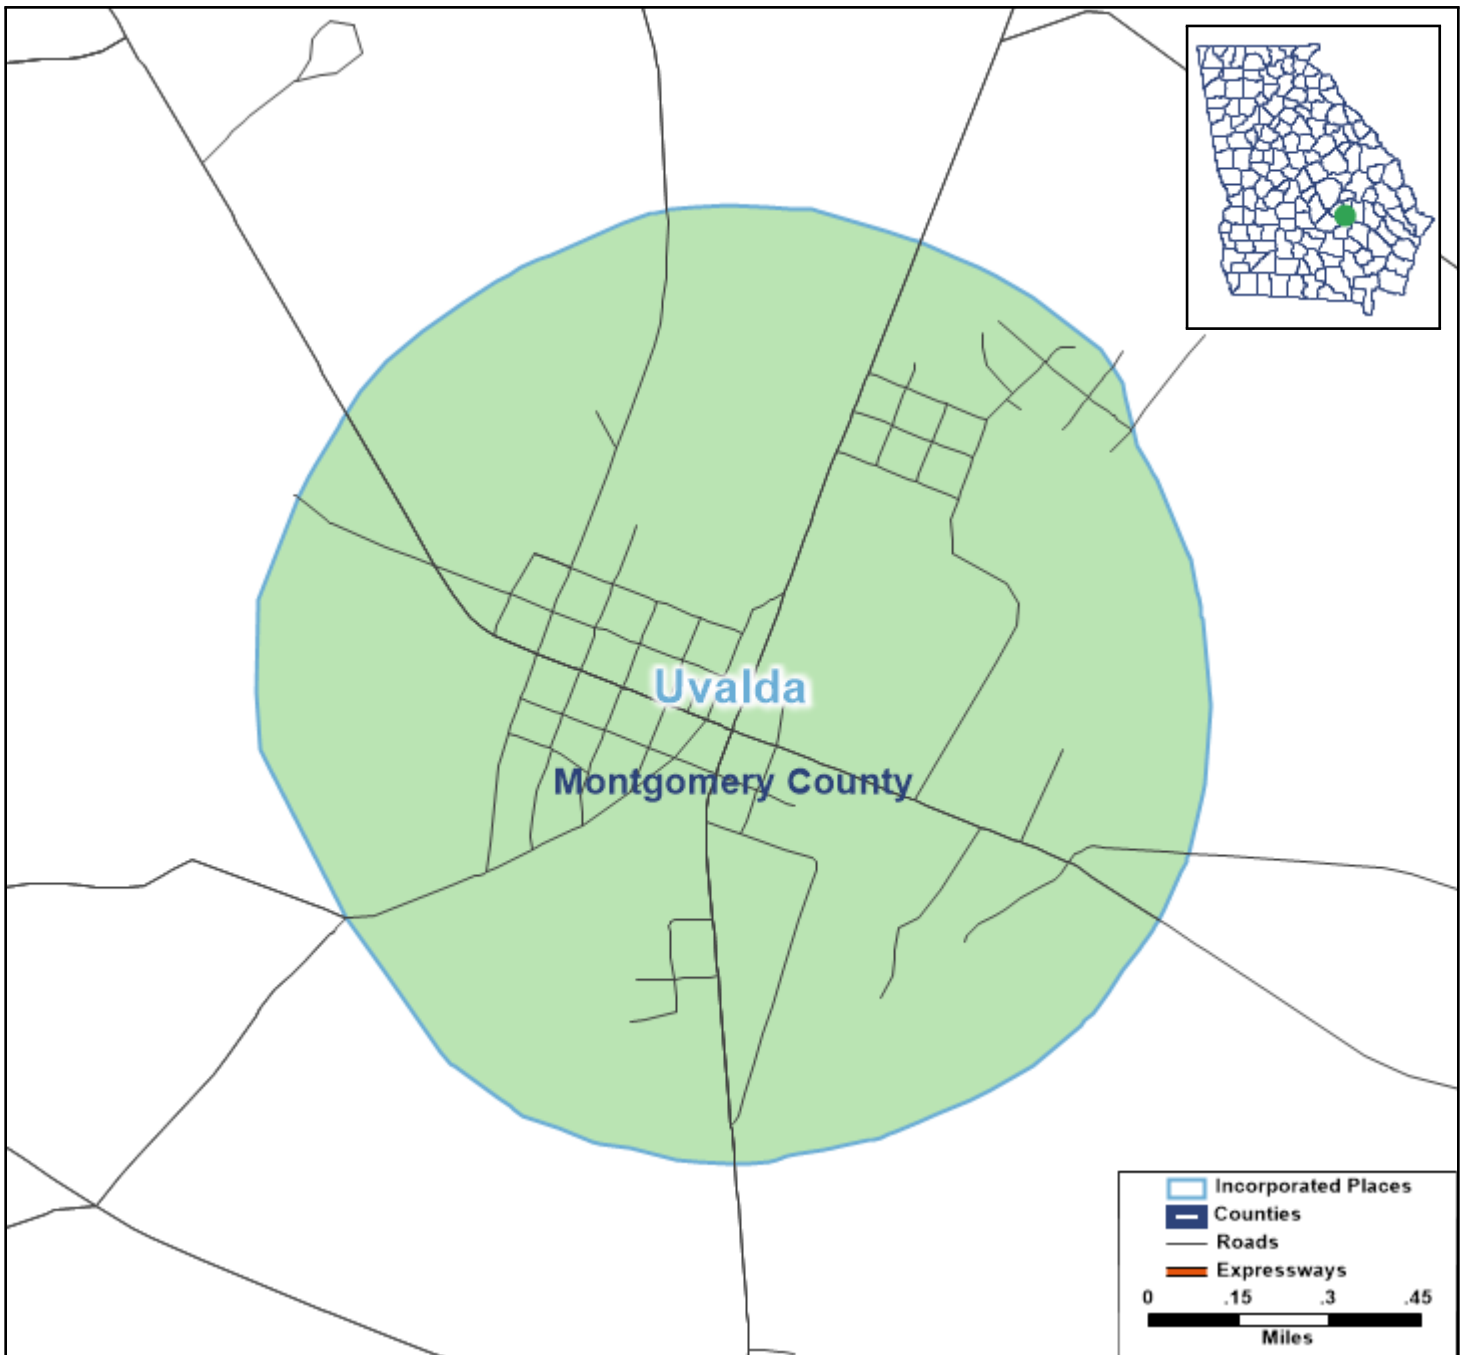 Uvalda
Montgomery County
Incorporated Places
Counties
Roads
Expressways
0 .15 .3 .45
Miles